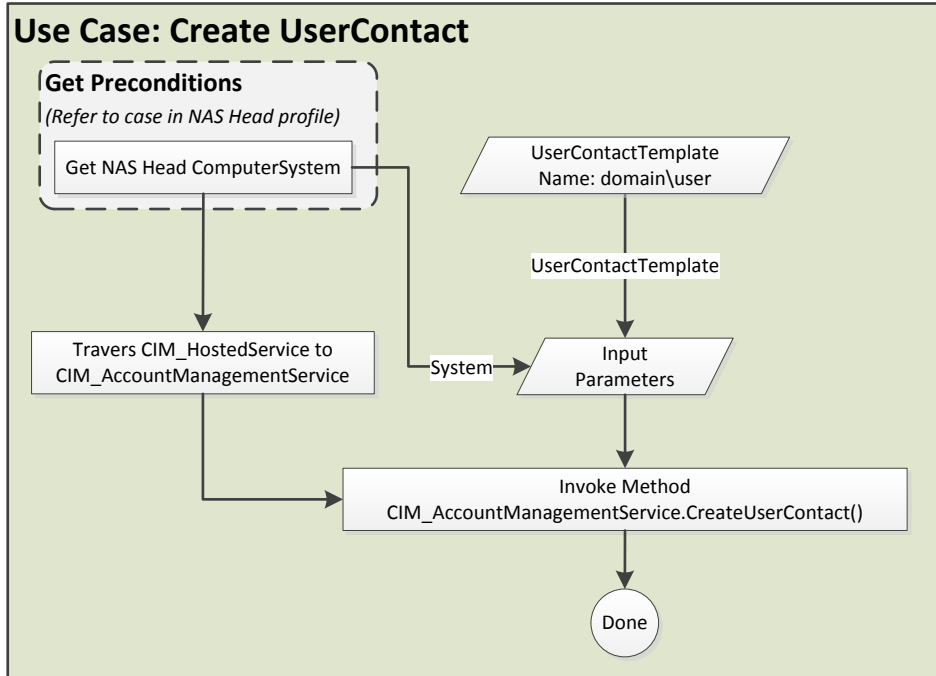 Use Case: Create UserContact
Get Preconditions
(Refer to case in NAS Head profile)
Get NAS Head ComputerSystem
UserContactTemplate
Name: domain\user
UserContactTemplate
Travers CIM_HostedService to
CIM_AccountManagementService
System
Input
Parameters
Invoke Method
CIM_AccountManagementService.CreateUserContact()
Done